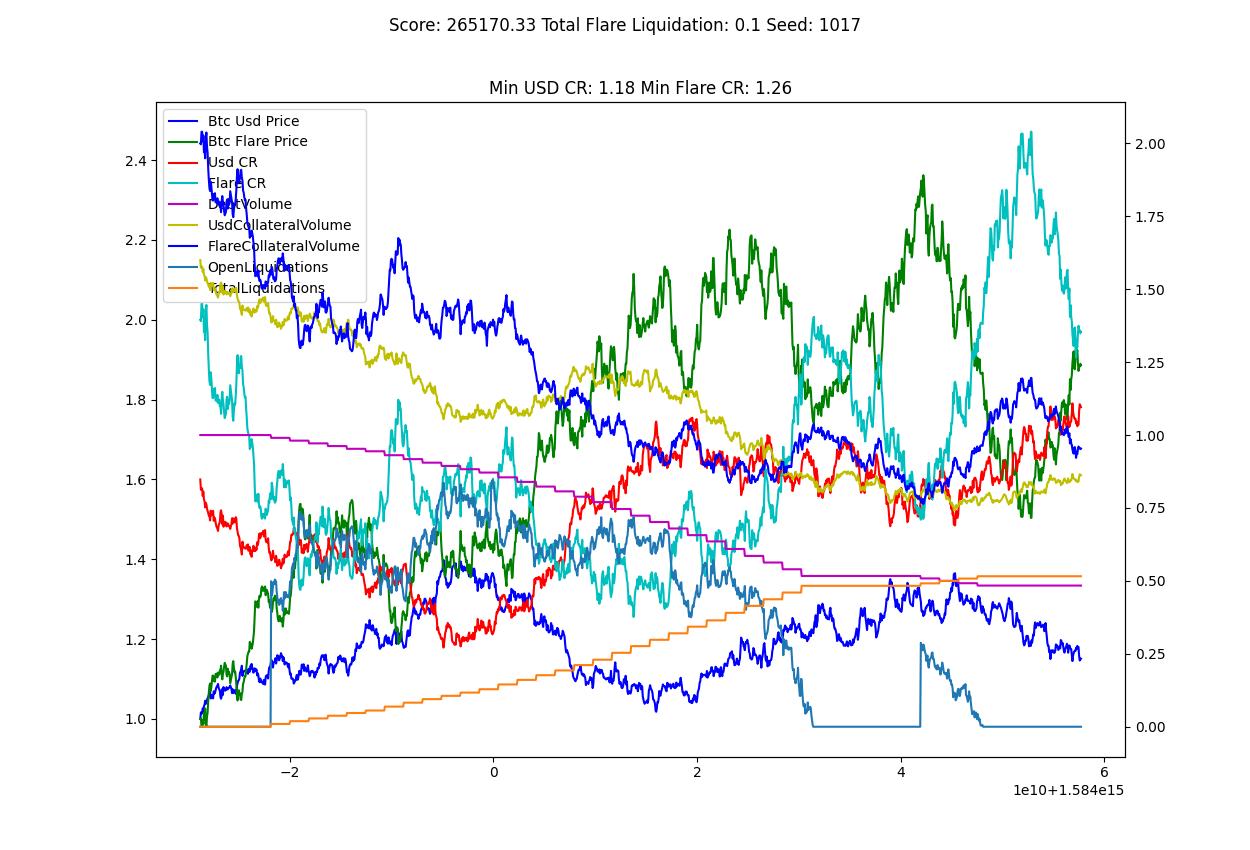 Score: 265170.33 Total Flare Liquidation: 0.1 Seed: 1017
Min USD CR: 1.18 Min Flare CR: 1.26
Btc Usd Price
Btc Flare Price
Usd CR
Flare CR
DebtVolume
UsdCollateralVolume
FlareCollateralVolume
OpenLiquidations
TotalLiquidations
2.4
2.2
2.0
1.8
1.6
1.4
1.2
1.0
2.00
1.75
1.50
1.25
1.00
0.75
0.50
0.25
0.00
−2 0 2 4 6
1e10+1.584e15